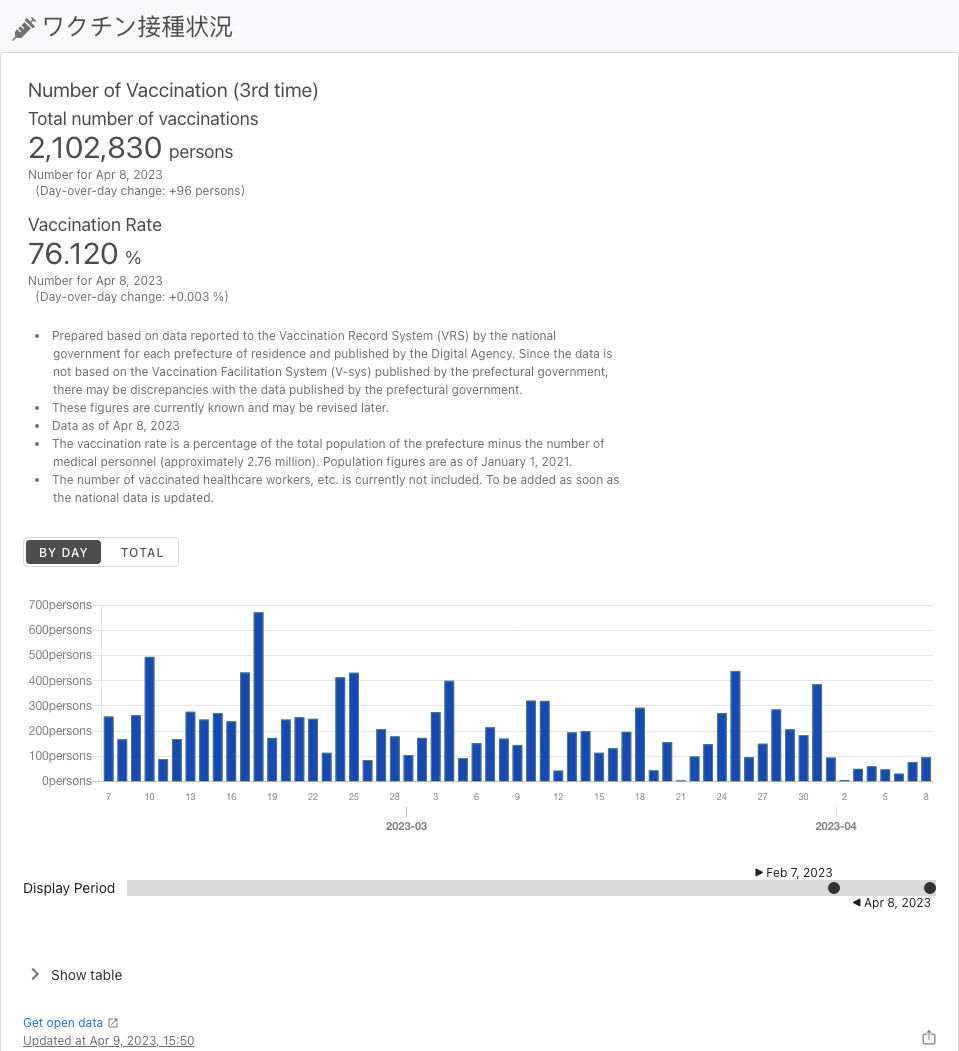 ワクチン接種状況
Number of Vaccination (3rd time)
Total number of vaccinations
2,102,830 persons
Number for Apr 8, 2023
(Day-over-day change: +96 persons)
Vaccination Rate
76.120 %
Number for Apr 8, 2023
(Day-over-day change: +0.003 %)
• Prepared based on data reported to the Vaccination Record System (VRS) by the national
government for each prefecture of residence and published by the Digital Agency. Since the data is
not based on the Vaccination Facilitation System (V-sys) published by the prefectural government,
there may be discrepancies with the data published by the prefectural government.
• These figures are currently known and may be revised later.
• Data as of Apr 8, 2023
• The vaccination rate is a percentage of the total population of the prefecture minus the number of
medical personnel (approximately 2.76 million). Population figures are as of January 1, 2021.
• The number of vaccinated healthcare workers, etc. is currently not included. To be added as soon as
the national data is updated.
BY DAY TOTAL
700persons
600persons
500persons
400persons
300persons
200persons
100persons
0persons
7 10 13 16 19 22 25 28 3 6 9 12 15 18 21 24 27 30 2 5 8
2023-03 2023-04
Feb 7, 2023
Display Period
Apr 8, 2023
Show table
Get open data
Updated at Apr 9, 2023, 15:50